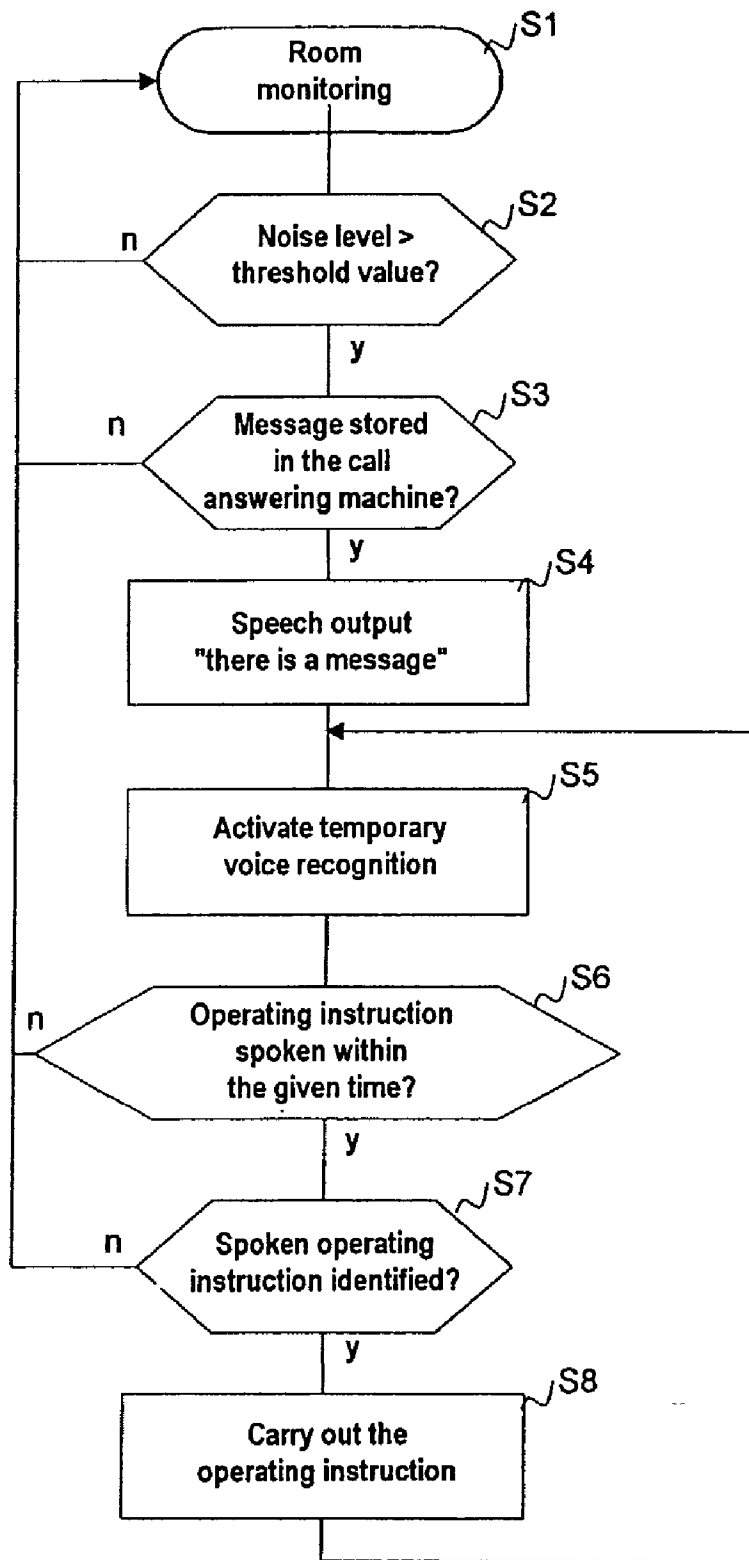 S1
Room
monitoring
S2
n
Noise level >
threshold value?
y
S3
n
Message stored
in the call
answering machine?
y
S4
Speech output
"there is a message"
S5
Activate temporary
voice recognition
S6
n
Operating instruction
spoken within
the given time?
y
S7
n
Spoken operating
instruction identified?
y
S8
Carry out the
operating instruction